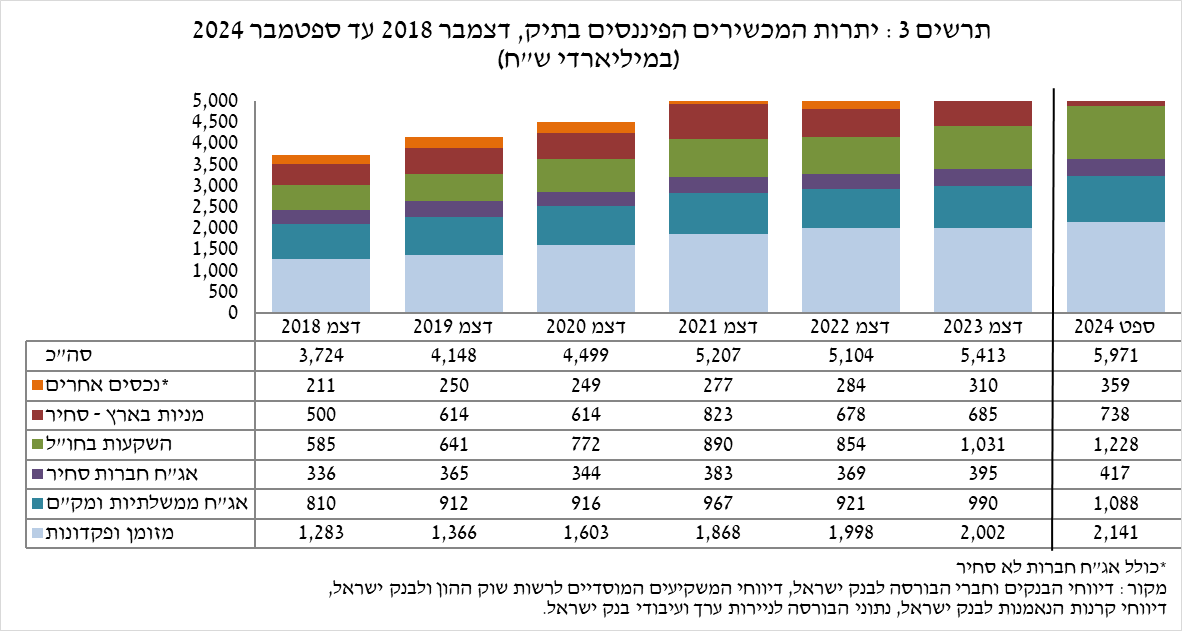 תרשים 3 : יתרות המכשירים הפיננסים בתיק, דצמבר 2018 עד ספטמבר 2024
(במיליארדי ש"ח)
5,000
4,500
4,000
3,500
3,000
2,500
2,000
1,500
1,000
500
0
דצמ 2018 דצמ 2019 דצמ 2020 דצמ 2021 דצמ 2022 דצמ 2023 ספט 2024
סה"כ 3,724 4,148 4,499 5,207 5,104 5,413 5,971
*נכסים אחרים 211 250 249 277 284 310 359
מניות בארץ - סחיר 500 614 614 823 678 685 738
השקעות בחו"ל 585 641 772 890 854 1,031 1,228
אג"ח חברות סחיר 336 365 344 383 369 395 417
אג"ח ממשלתיות ומק"ם 810 912 916 967 921 990 1,088
מזומן ופקדונות 1,283 1,366 1,603 1,868 1,998 2,002 2,141
*כולל אג"ח חברות לא סחיר
מקור : דיווחי הבנקים וחברי הבורסה לבנק ישראל, דיווחי המשקיעים המוסדיים לרשות שוק ההון ולבנק ישראל,
דיווחי קרנות הנאמנות לבנק ישראל, נתוני הבורסה לניירות ערך ועיבודי בנק ישראל.